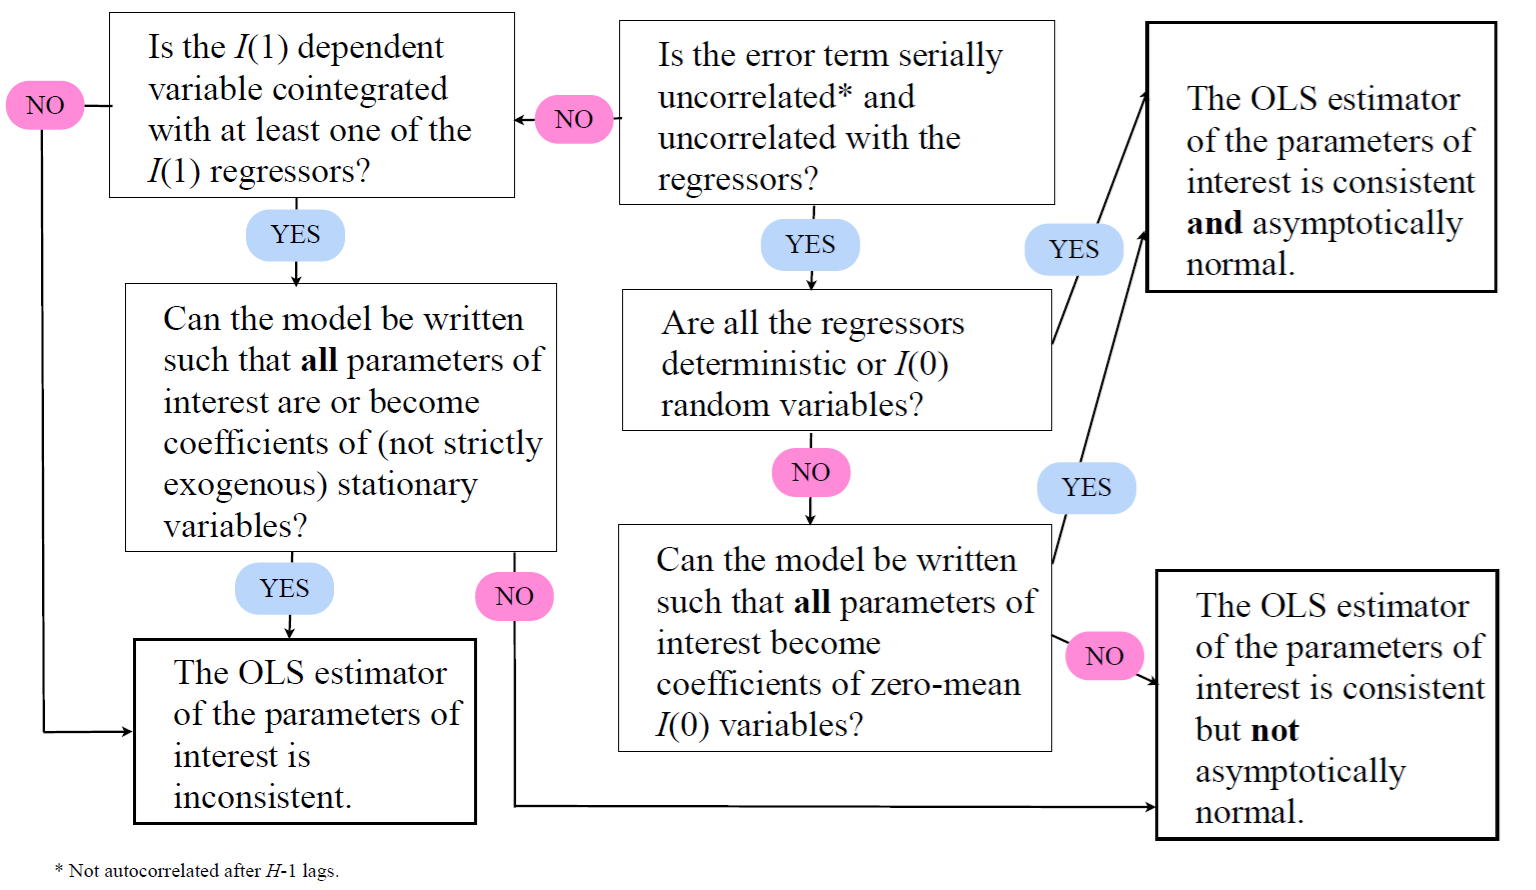 Is the I(1) dependent
variable cointegrated
with at least one of the
I(1) regressors?
NO
YES
Is the error term serially
uncorrelated* and
uncorrelated with the
regressors?
NO
YES
The OLS estimator
of the parameters of
interest is consistent
and asymptotically
normal.
Can the model be written
such that all parameters of
interest are or become
coefficients of (not strictly
exogenous) stationary
variables?
YES
NO
Are all the regressors
deterministic or I(0)
random variables?
YES
NO
Can the model be written
such that all parameters of
interest become
coefficients of zero-mean
I(0) variables?
YES
NO
The OLS estimator
of the parameters of
interest is
inconsistent.
The OLS estimator
of the parameters of
interest is consistent
but not
asymptotically
normal.
* Not autocorrelated after H-1 lags.